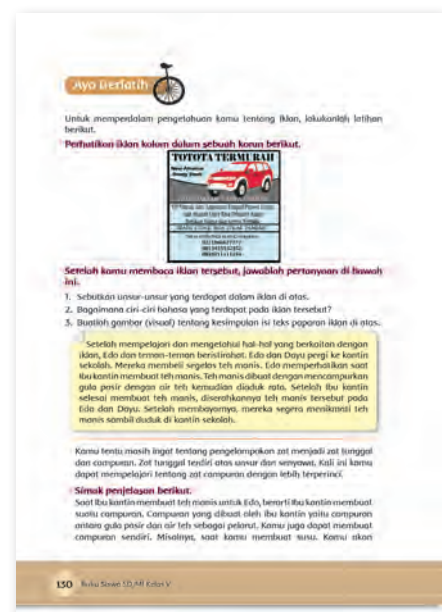 Ayo Berlatih
Untuk memperdalam pengetahuan kamu tentang iklan, lakukanlah latihan
berikut.
Perhatikan iklan kolom dalam sebuah koran berikut.
TOTOTA TERMURAH
New Advance
Ready Stock
Setelah kamu membaca iklan tersebut, jawablah pertanyaan di bawah
ini.
1. Sebutkan unsur-unsur yang terdapat dalam iklan di atas.
2. Bagaimana ciri-ciri bahasa yang terdapat pada iklan tersebut?
3. Buatlah gambar (visual) tentang kesimpulan isi teks paparan iklan di atas.
Setelah mempelajari dan mengetahui hal-hal yang berkaitan dengan
iklan, Edo dan teman-teman beristirahat. Edo dan Dayu pergi ke kantin
sekolah. Mereka membeli segelas teh manis. Edo memperhatikan saat
ibu kantin membuat teh manis. Teh manis dibuat dengan mencampurkan
gula pasir dengan air teh kemudian diaduk rata. Setelah ibu kantin
selesai membuat teh manis, diserahkannya teh manis tersebut pada
Edo dan Dayu. Setelah membayarnya, mereka segera menikmati teh
manis sambil duduk di kantin sekolah.
Kamu tentu masih ingat tentang pengelompokan zat menjadi zat tunggal
dan campuran. Zat tunggal terdiri atas unsur dan senyawa. Kali ini kamu
dapat mempelajari tentang zat campuran dengan lebih terperinci.
Simak penjelasan berikut.
Saat ibu kantin membuat teh manis untuk Edo, berarti ibu kantin membuat
suatu campuran. Campuran yang dibuat oleh ibu kantin yaitu campuran
antara gula pasir dan air teh sebagai pelarut. Kamu juga dapat membuat
campuran sendiri. Misalnya, saat kamu membuat susu. Kamu akan
130 Buku Siswa SD/MI Kelas V